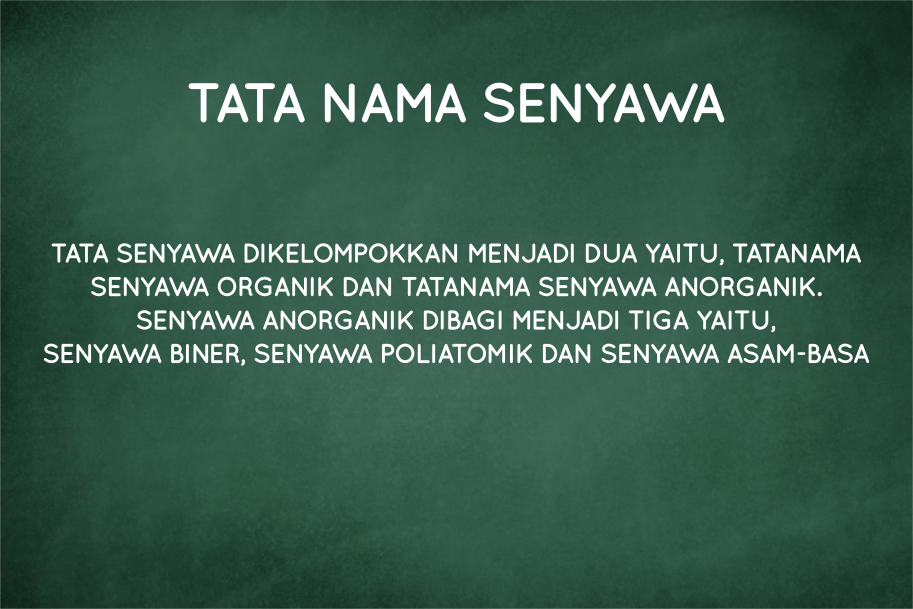 TATA NAMA SENYAWA
TATA SENYAWA DIKELOMPOKKAN MENJADI DUA YAITU, TATANAMA
SENYAWA ORGANIK DAN TATANAMA SENYAWA ANORGANIK.
SENYAWA ANORGANIK DIBAGI MENJADI TIGA YAITU,
SENYAWA BINER, SENYAWA POLIATOMIK DAN SENYAWA ASAM-BASA